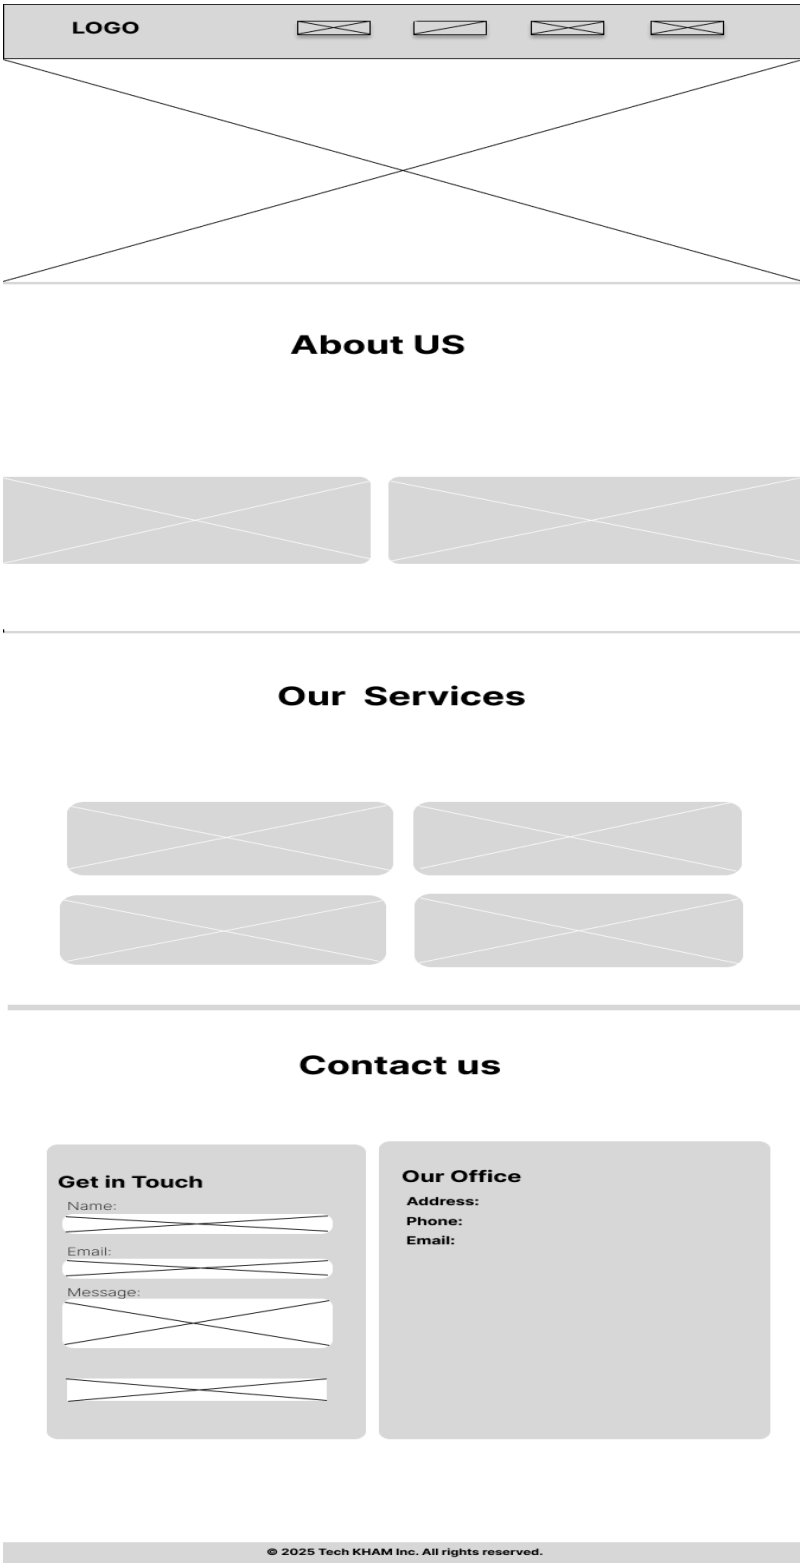 LOGO
About US
Our  Services
Contact us
Get in Touch
Name:
Email:
Message:
Our Office
Address:
Phone:
Email:
© 2025 Tech KHAM Inc. All rights reserved.